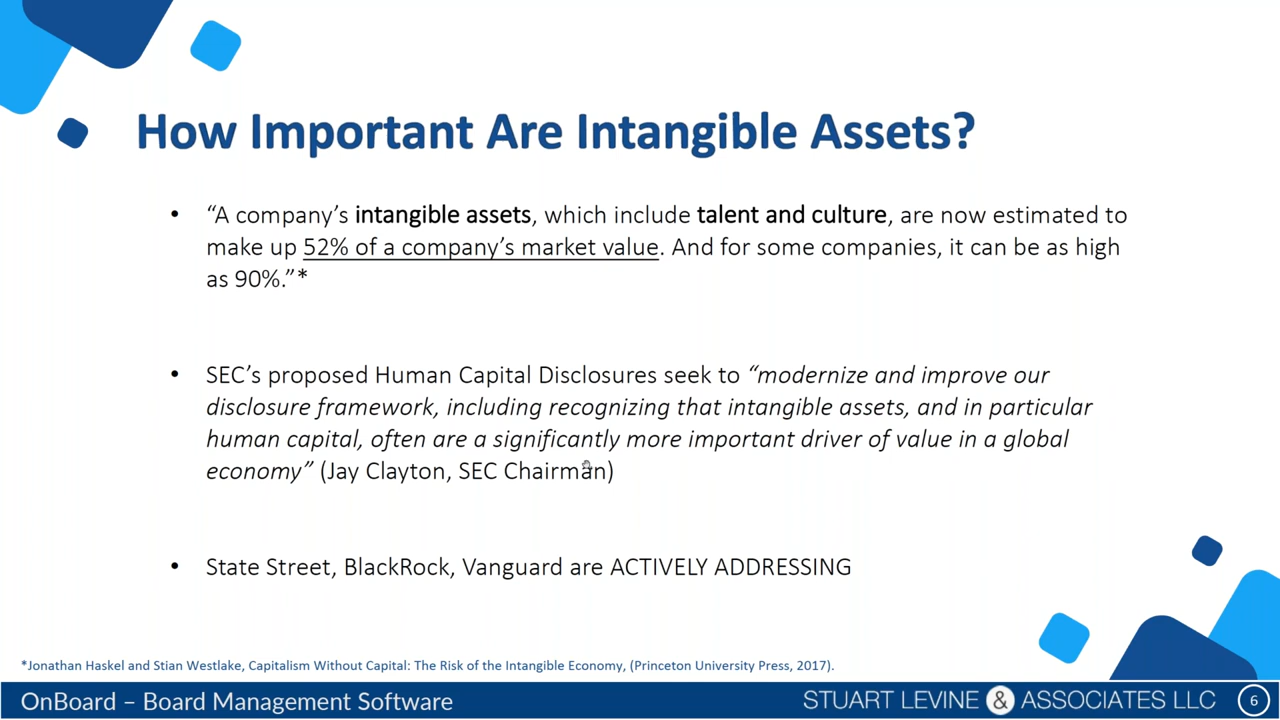 How Important Are Intangible Assets?
• “A company’s intangible assets, which include talent and culture, are now estimated to
make up 52% of a company’s market value. And for some companies, it can be as high
as 90%.”*
• SEC’s proposed Human Capital Disclosures seek to “modernize and improve our
disclosure framework, including recognizing that intangible assets, and in particular
human capital, often are a significantly more important driver of value in a global
economy” (Jay Clayton, SEC Chairman)
• State Street, BlackRock, Vanguard are ACTIVELY ADDRESSING
*Jonathan Haskel and Stian Westlake, Capitalism Without Capital: The Risk of the Intangible Economy, (Princeton University Press, 2017).
OnBoard – Board Management Software
STUART LEVINE & ASSOCIATES LLC
6